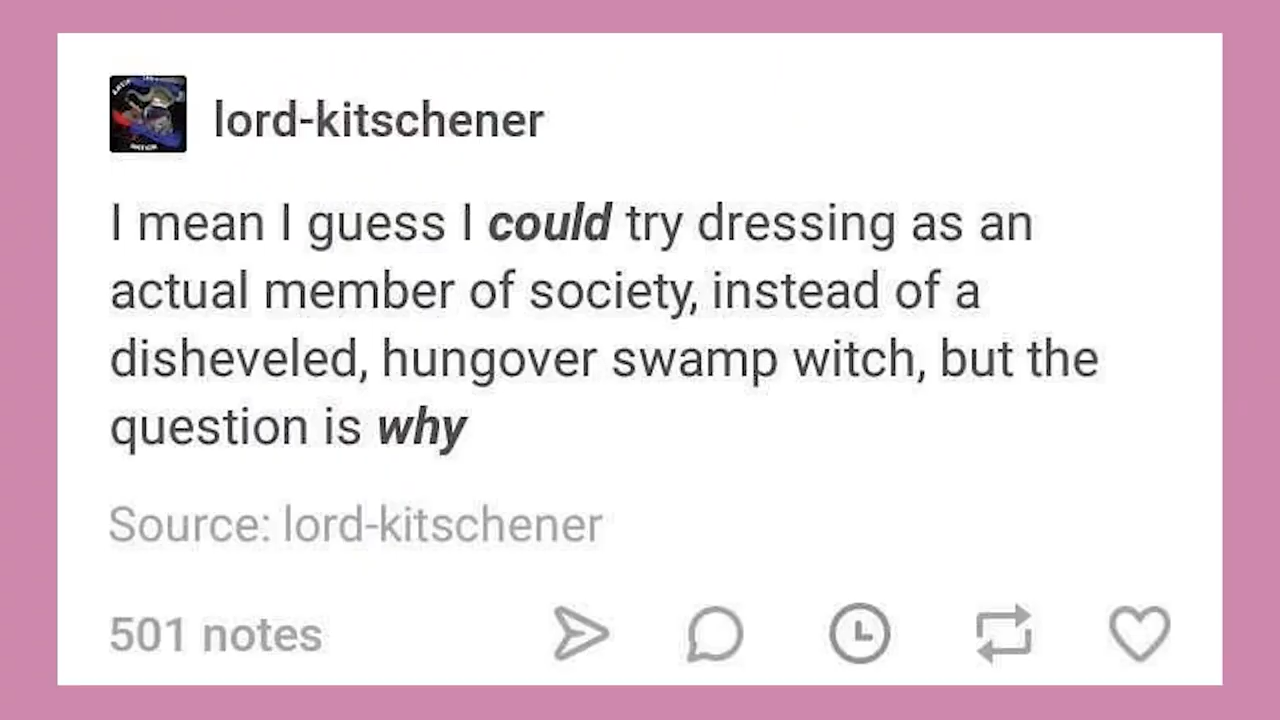 lord-kitschener
I mean I guess I could try dressing as an
actual member of society, instead of a
disheveled, hungover swamp witch, but the
question is why
Source: lord-kitschener
501 notes